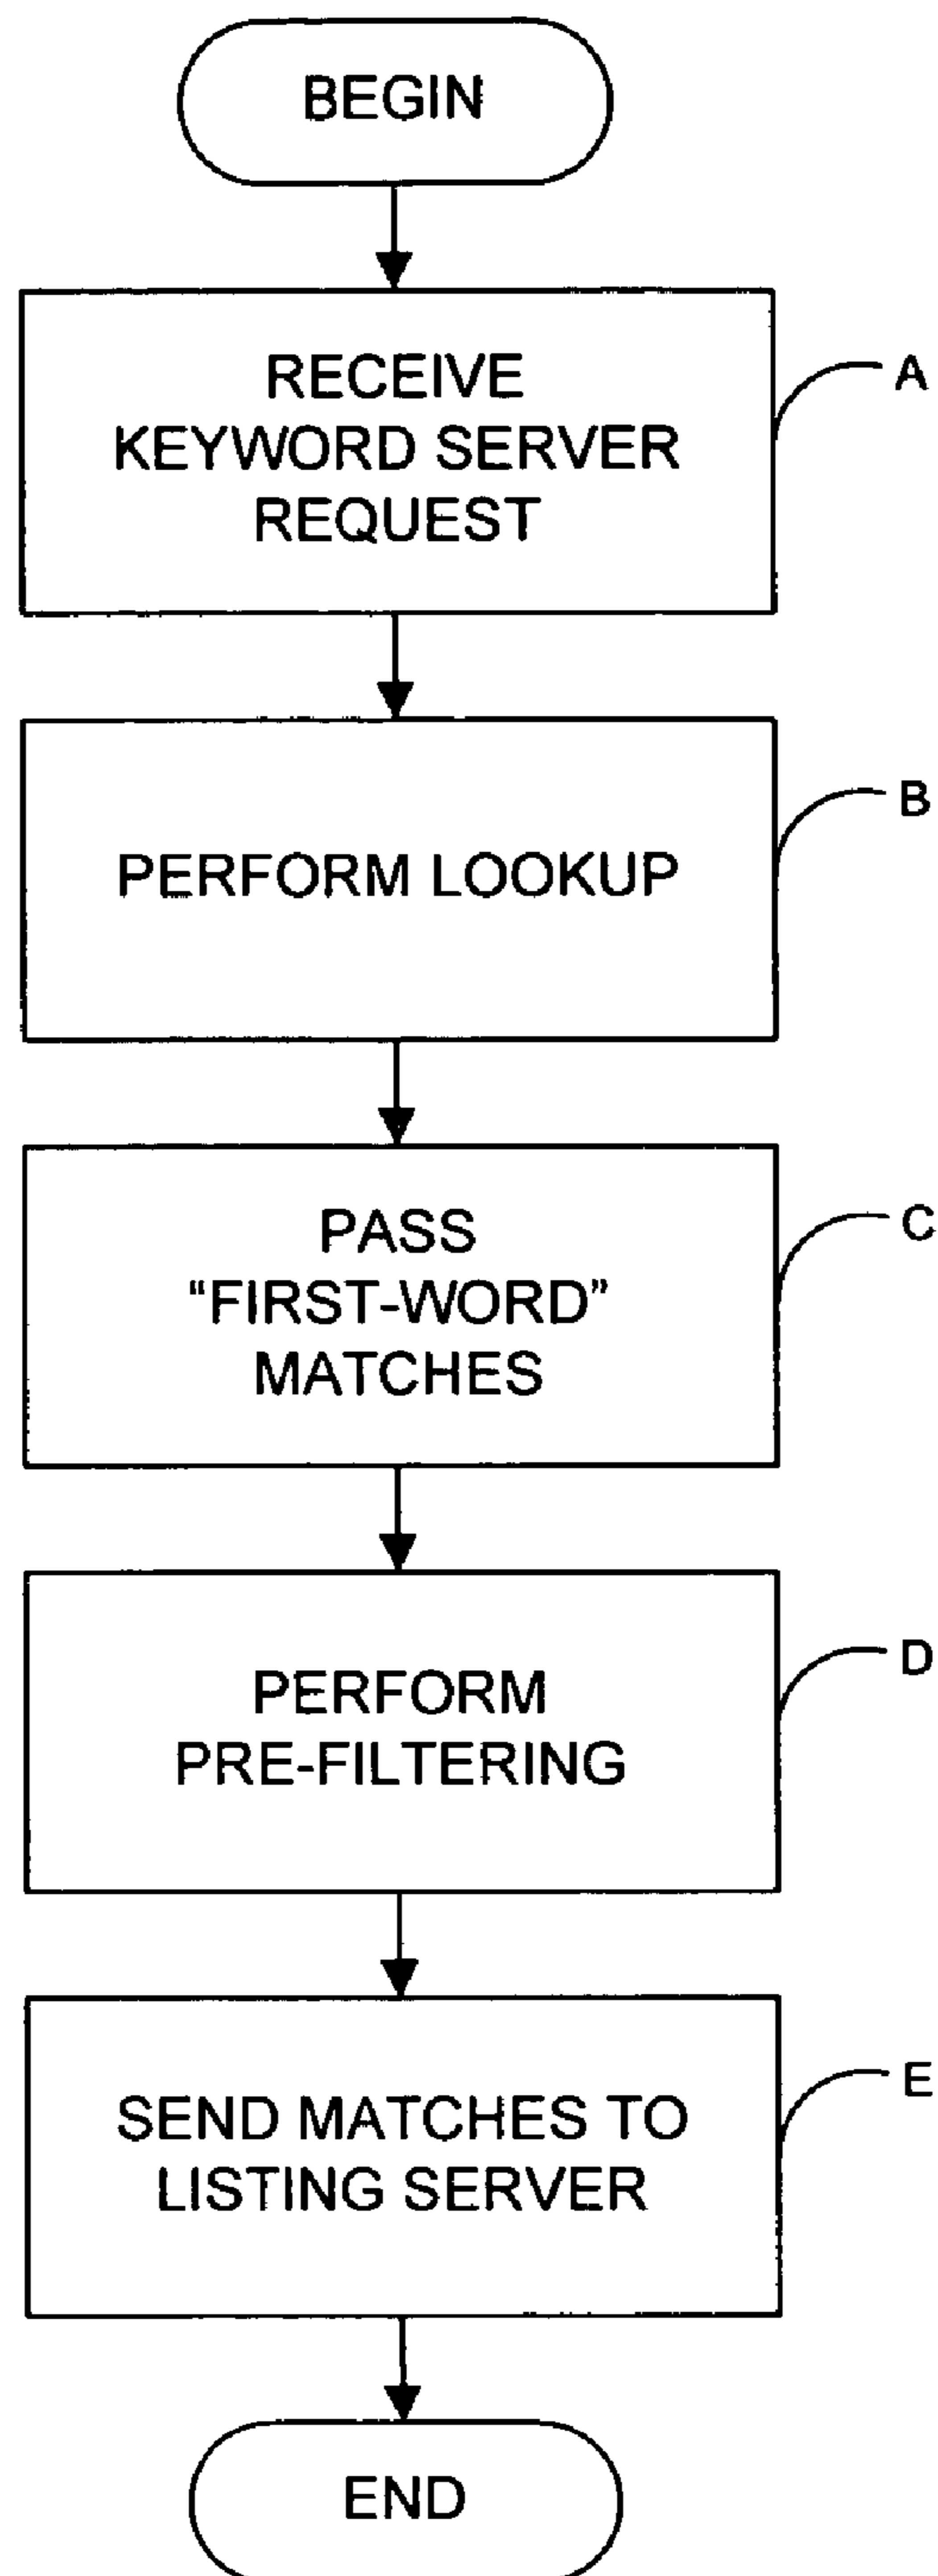 BEGIN
RECEIVE
KEYWORD SERVER
REQUEST
A
PERFORM LOOKUP
B
PASS
“FIRST-WORD”
MATCHES
C
PERFORM
PRE-FILTERING
D
SEND MATCHES TO
LISTING SERVER
E
END